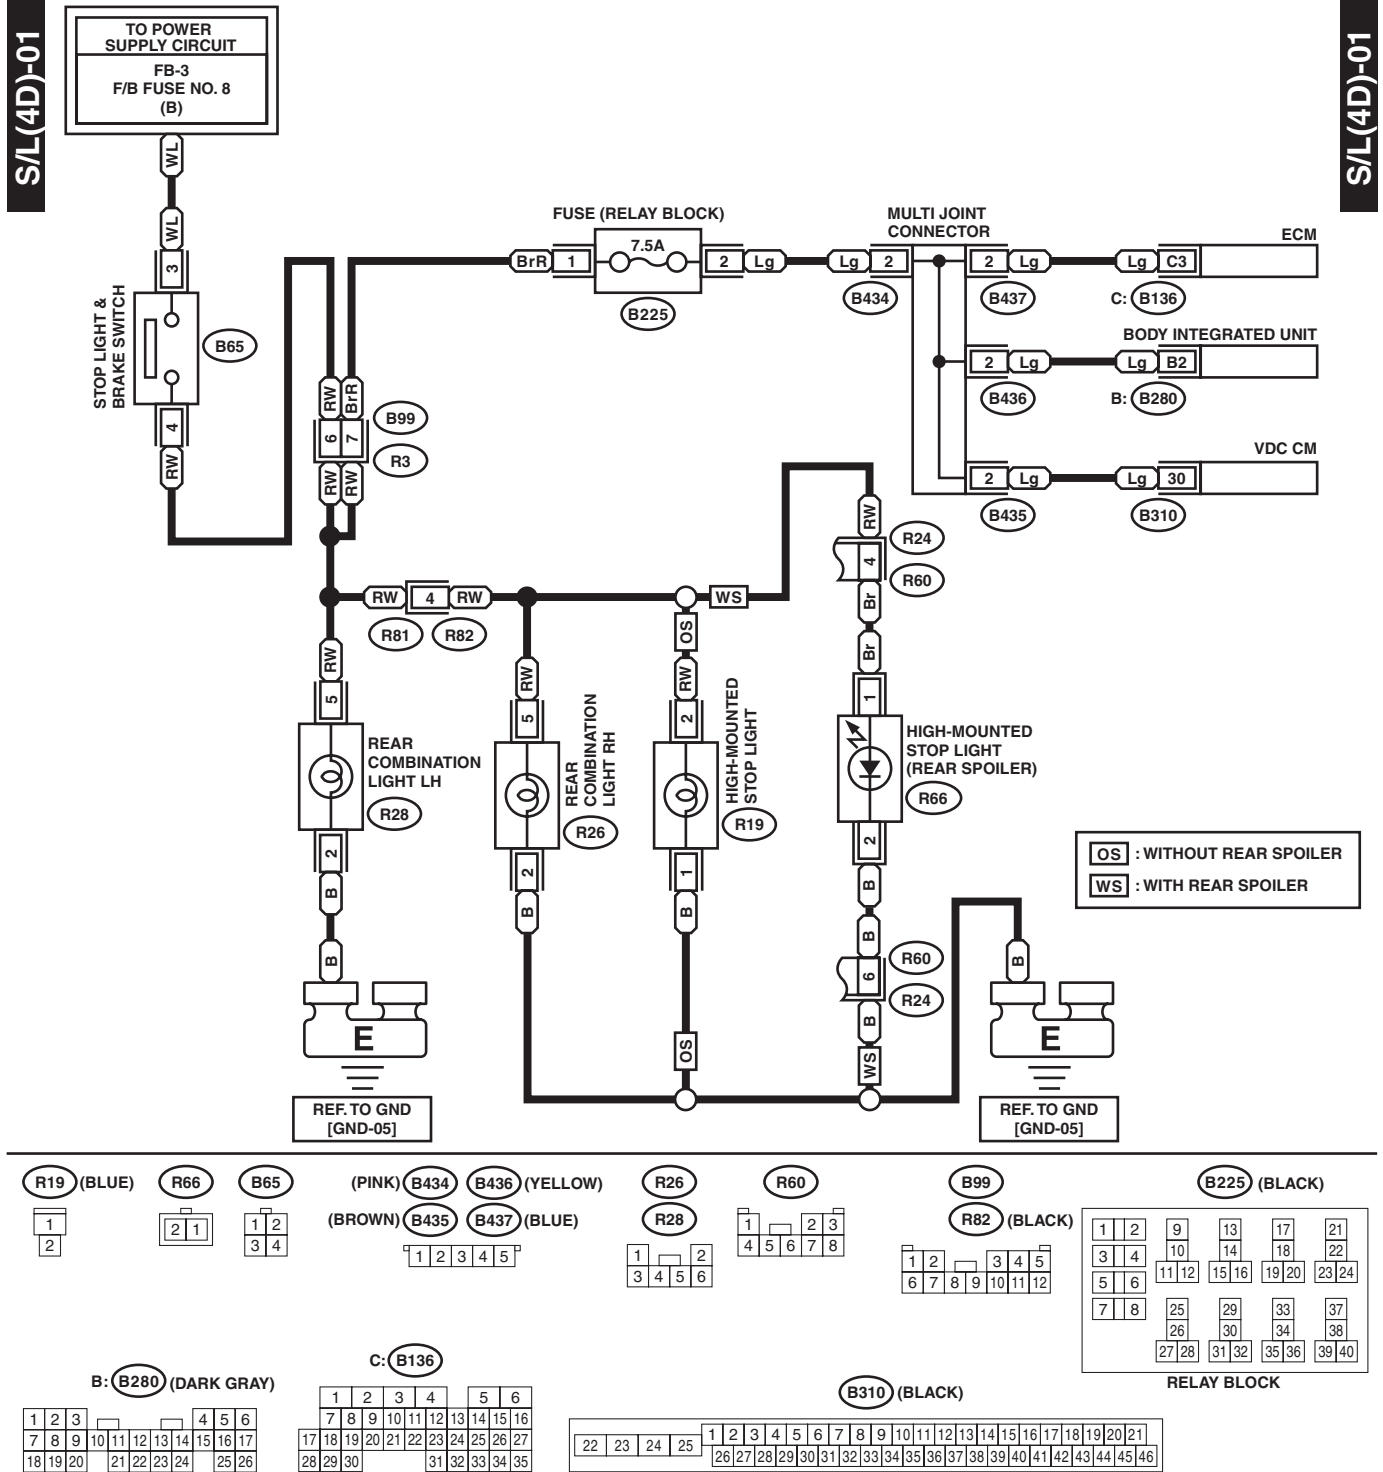 S/L(4D)-01
S/L(4D)-01
TO POWER
SUPPLY CIRCUIT
FB-3
F/B FUSE NO. 8
(B)
WL
WL
3
STOP LIGHT &
BRAKE SWITCH
B65
4
RW
FUSE (RELAY BLOCK)
BrR 1 7.5A 2 Lg Lg 2
B225
B434
MULTI JOINT
CONNECTOR
2 Lg Lg C3
ECM
B437
C: B136
BODY INTEGRATED UNIT
2 Lg Lg B2
B436
B: B280
VDC CM
2 Lg Lg 30
B435
B310
RW BrR
6 7
B99
R3
RW RW
RW 4 RW
R81 R82
WS
OS
RW
4
R24
R60
Br
Br
1
HIGH-MOUNTED
STOP LIGHT
(REAR SPOILER)
R66
2
B
B
6
R60
R24
B
WS
RW
5
REAR
COMBINATION
LIGHT LH
R28
2
B
B
E
REF. TO GND
[GND-05]
RW
5
REAR
COMBINATION
LIGHT RH
R26
2
B
RW
2
HIGH-MOUNTED
STOP LIGHT
R19
1
B
OS
OS : WITHOUT REAR SPOILER
WS : WITH REAR SPOILER
B
E
REF. TO GND
[GND-05]
R19 (BLUE)
1
2
R66
2 1
B65
1 2
3 4
(PINK) B434 B436 (YELLOW)
(BROWN) B435 B437 (BLUE)
1 2 3 4 5
R26
R28
1 2
3 4 5 6
R60
1 2 3
4 5 6 7 8
B99
R82 (BLACK)
1 2 3 4 5
6 7 8 9 10 11 12
B225 (BLACK)
1 2 9 13 17 21
3 4 10 14 18 22
11 12 15 16 19 20 23 24
5 6
7 8 25 29 33 37
26 30 34 38
27 28 31 32 35 36 39 40
RELAY BLOCK
B: B280 (DARK GRAY)
1 2 3 4 5 6
7 8 9 10 11 12 13 14 15 16 17
18 19 20 21 22 23 24 25 26
C: B136
1 2 3 4 5 6
7 8 9 10 11 12 13 14 15 16
17 18 19 20 21 22 23 24 25 26 27
28 29 30 31 32 33 34 35
B310 (BLACK)
22 23 24 25 1 2 3 4 5 6 7 8 9 10 11 12 13 14 15 16 17 18 19 20 21
26 27 28 29 30 31 32 33 34 35 36 37 38 39 40 41 42 43 44 45 46